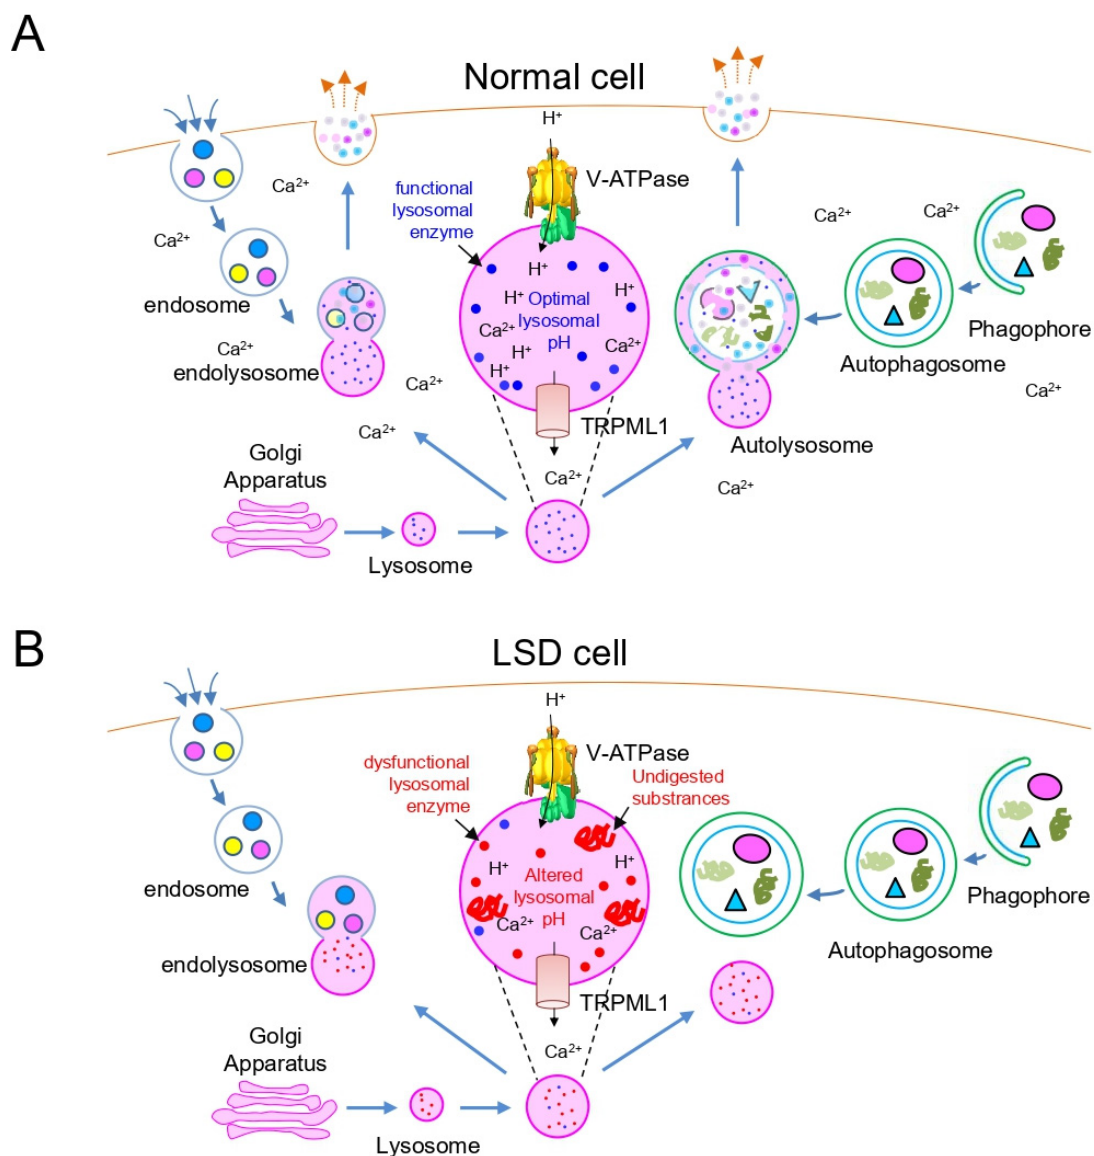 A
Normal cell
H⁺
V-ATPase
Ca²⁺
functional
lysosomal
enzyme
Ca²⁺
Ca²⁺
Ca²⁺
H⁺
endosome
H⁺
H⁺
Optimal
lysosomal
pH
Ca²⁺
Ca²⁺
H⁺
H⁺
Phagophore
Autophagosome
Ca²⁺
endolysosome
Ca²⁺
Ca²⁺
Ca²⁺
TRPML1
Autolysosome
Ca²⁺
Ca²⁺
Golgi
Apparatus
Lysosome
B
LSD cell
H⁺
V-ATPase
dysfunctional
lysosomal
enzyme
Undigested
substrances
H⁺
H⁺
Altered
lysosomal
pH
Ca²⁺
Ca²⁺
endosome
Phagophore
Autophagosome
endolysosome
TRPML1
Ca²⁺
Golgi
Apparatus
Lysosome